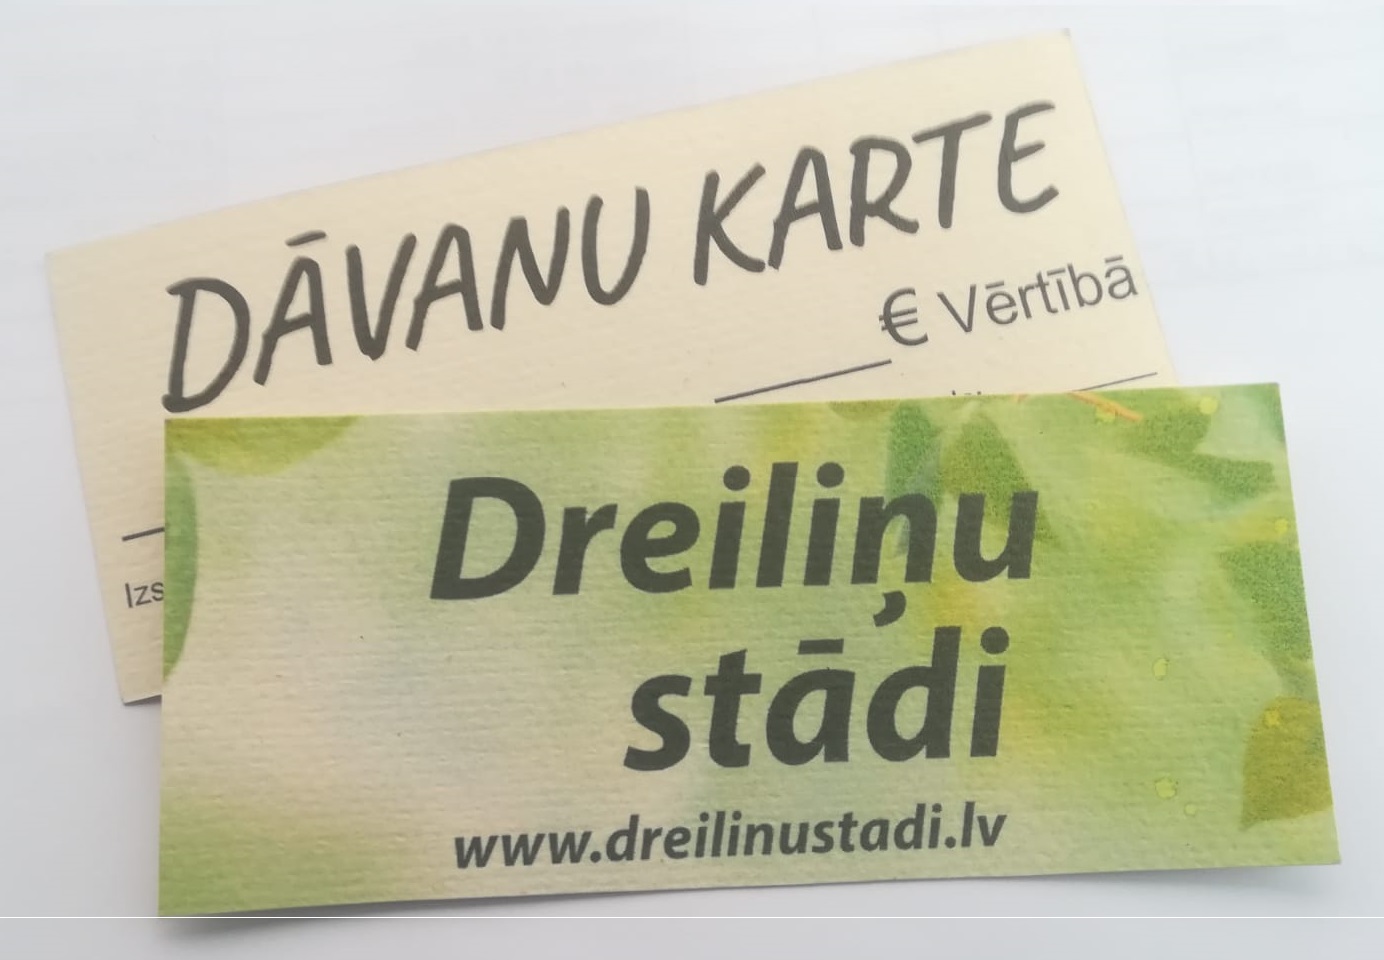 DĀVANU KARTE
€ Vērtībā
Dreiliņu
stādi
www.dreilinustadi.lv